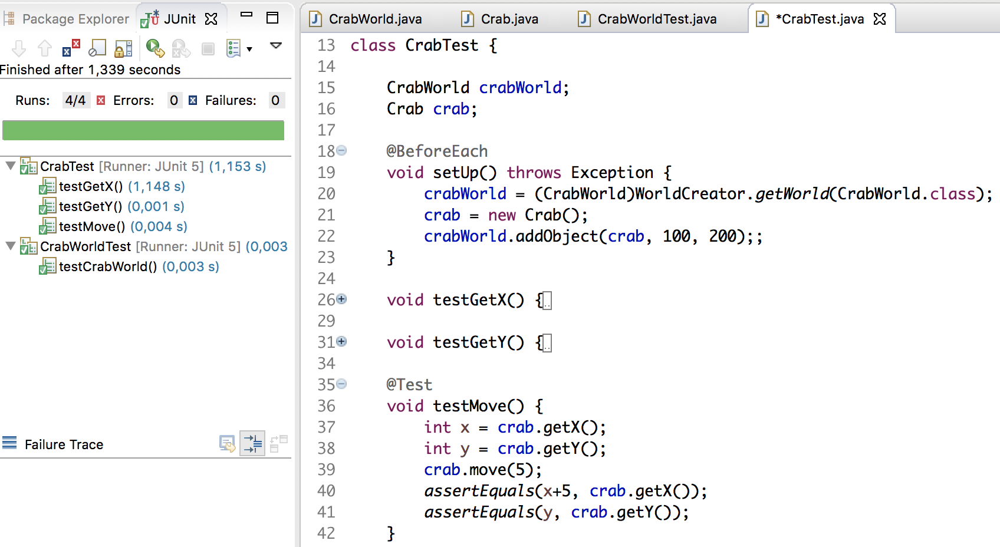 Package Explorer JUnit
Finished after 1,339 seconds
Runs: 4/4 Errors: 0 Failures: 0
CrabTest [Runner: JUnit 5] (1,153 s)
testGetX() (1,148 s)
testGetY() (0,001 s)
testMove() (0,004 s)
CrabWorldTest [Runner: JUnit 5] (0,003
testCrabWorld() (0,003 s)
Failure Trace
CrabWorld.java Crab.java CrabWorldTest.java *CrabTest.java
13 class CrabTest {
14
15 CrabWorld crabWorld;
16 Crab crab;
17
18 @BeforeEach
19 void setUp() throws Exception {
20 crabWorld = (CrabWorld)WorldCreator.getWorld(CrabWorld.class);
21 crab = new Crab();
22 crabWorld.addObject(crab, 100, 200);;
23 }
24
26 void testGetX() {..
29
31 void testGetY() {..
34
35 @Test
36 void testMove() {
37 int x = crab.getX();
38 int y = crab.getY();
39 crab.move(5);
40 assertEquals(x+5, crab.getX());
41 assertEquals(y, crab.getY());
42 }